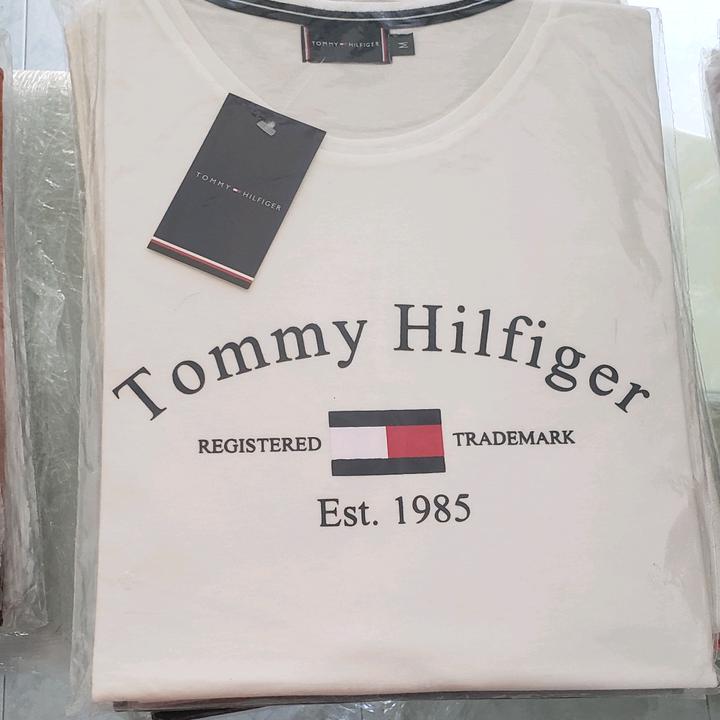 TOMMY HILFIGER
M
TOMMY HILFIGER
Tommy Hilfiger
REGISTERED TRADEMARK
Est. 1985